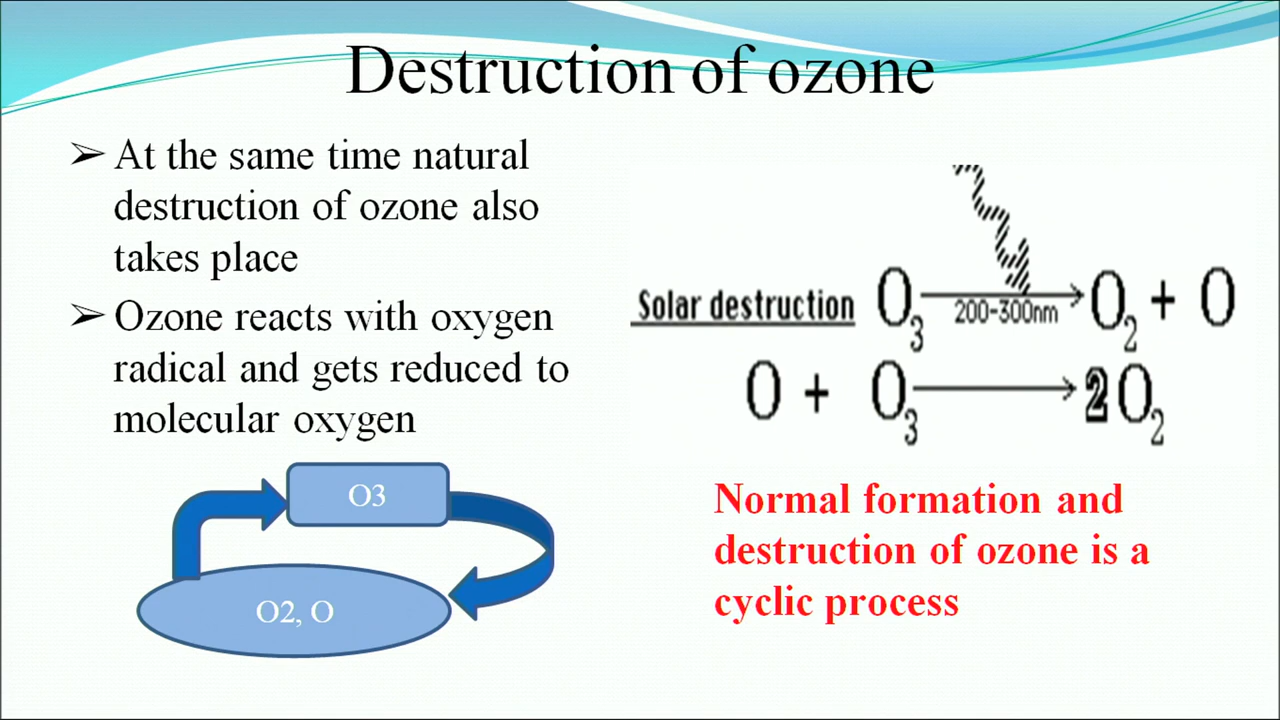 Destruction of ozone
➢ At the same time natural
destruction of ozone also
takes place
➢ Ozone reacts with oxygen
radical and gets reduced to
molecular oxygen
O3
O2, O
Solar destruction O₃ → O₂ + O
200-300nm
O + O₃ → 2 O₂
Normal formation and
destruction of ozone is a
cyclic process